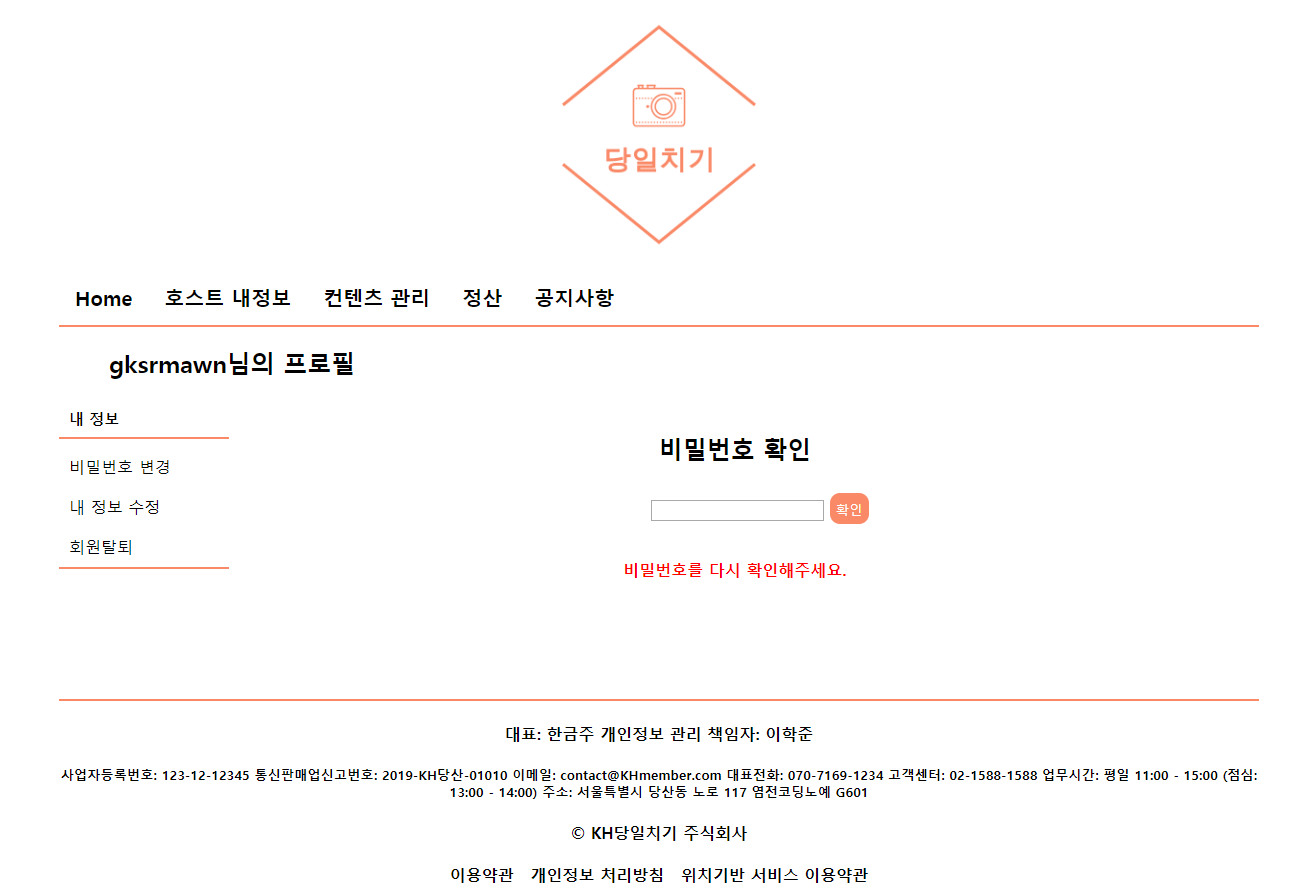 당일치기
Home 호스트 내정보 컨텐츠 관리 정산 공지사항
gksrmawn님의 프로필
내 정보
비밀번호 변경
내 정보 수정
회원탈퇴
비밀번호 확인
확인
비밀번호를 다시 확인해주세요.
대표: 한금주 개인정보 관리 책임자: 이학준
사업자등록번호: 123-12-12345 통신판매업신고번호: 2019-KH당산-01010 이메일: contact@KHmember.com 대표전화: 070-7169-1234 고객센터: 02-1588-1588 업무시간: 평일 11:00 - 15:00 (점심:
13:00 - 14:00) 주소: 서울특별시 당산동 노로 117 염전코딩노예 G601
© KH당일치기 주식회사
이용약관 개인정보 처리방침 위치기반 서비스 이용약관